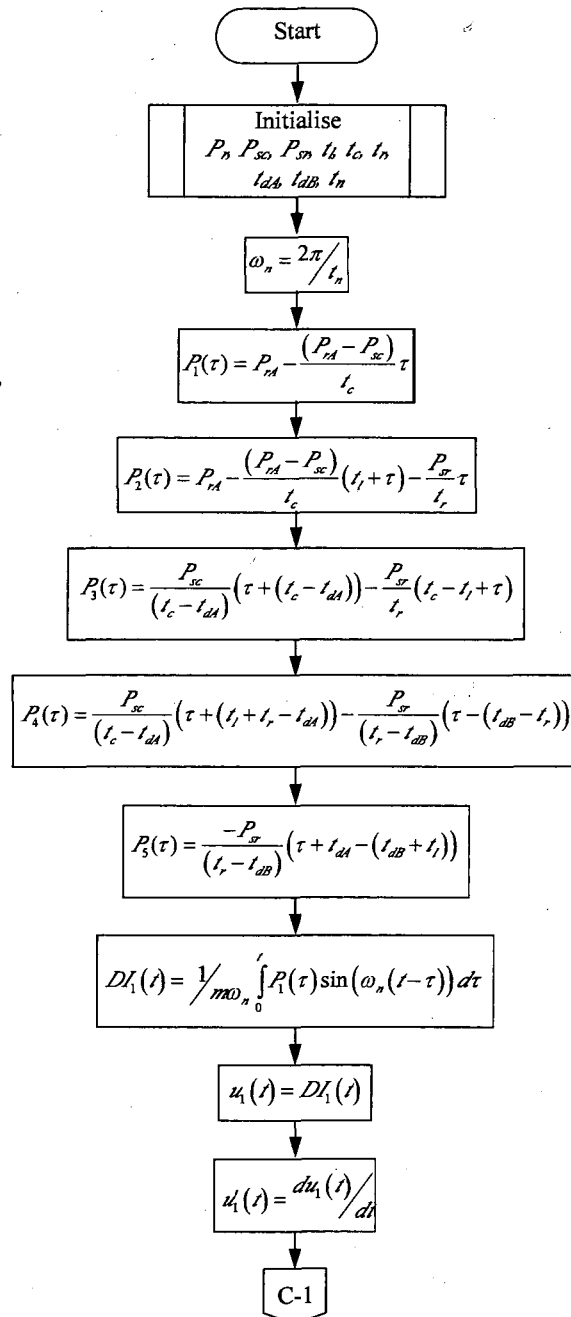 Start
Initialise
P_r, P_sc, P_sr, t_l, t_c, t_r,
t_dA, t_dB, t_n
ω_n = 2π/t_n
P_1(τ) = P_rA − (P_rA − P_sc)/t_c τ
P_2(τ) = P_rA − (P_rA − P_sc)/t_c (t_l + τ) − P_sr/t_r τ
P_3(τ) = P_sc/(t_c − t_dA) (τ + (t_c − t_dA)) − P_sr/t_r (t_c − t_l + τ)
P_4(τ) = P_sc/(t_c − t_dA) (τ + (t_l + t_r − t_dA)) − P_sr/(t_r − t_dB) (τ − (t_dB − t_r))
P_5(τ) = −P_sr/(t_r − t_dB) (τ + t_dA − (t_dB + t_l))
DI_1(t) = 1/mω_n ∫_0^t P_1(τ) sin(ω_n(t−τ)) dτ
u_1(t) = DI_1(t)
u̇_1(t) = du_1(t)/dt
C-1